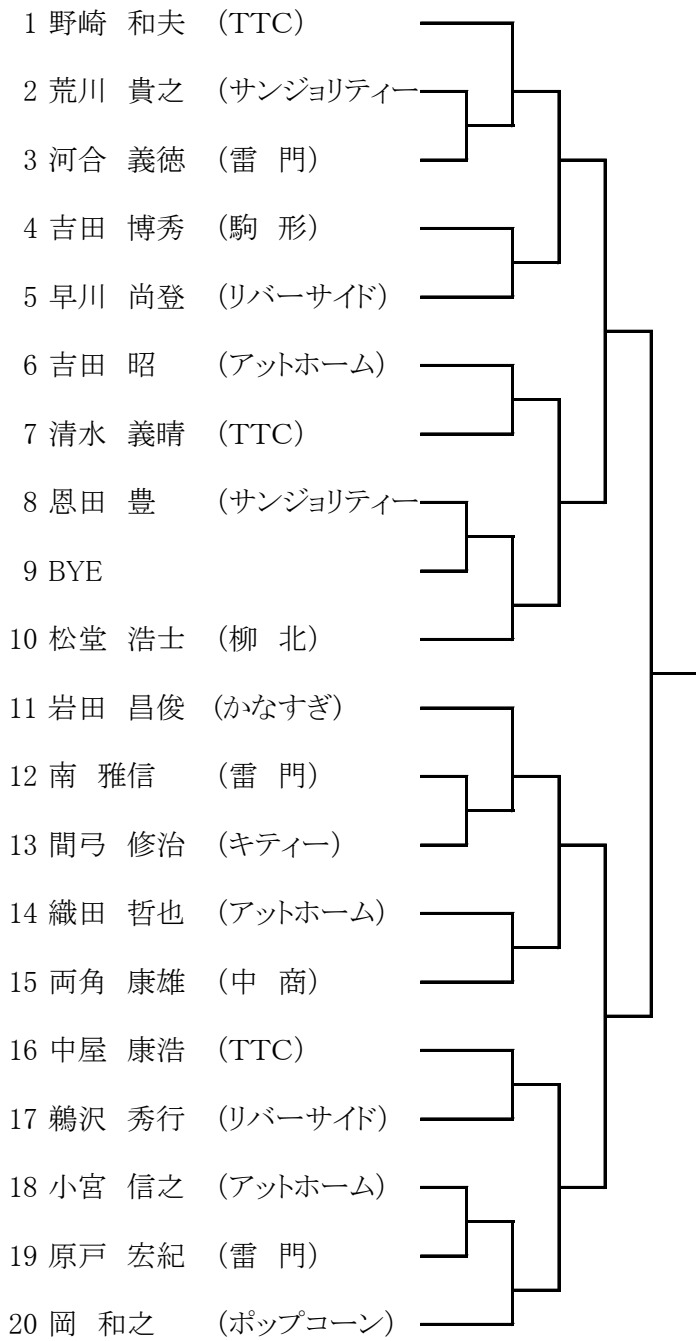 1 野崎 和夫 (TTC)
2 荒川 貴之 (サンジョリティー
3 河合 義徳 (雷 門)
4 吉田 博秀 (駒 形)
5 早川 尚登 (リバーサイド)
6 吉田 昭 (アットホーム)
7 清水 義晴 (TTC)
8 恩田 豊 (サンジョリティー
9 BYE
10 松堂 浩士 (柳 北)
11 岩田 昌俊 (かなすぎ)
12 南 雅信 (雷 門)
13 間弓 修治 (キティー)
14 織田 哲也 (アットホーム)
15 両角 康雄 (中 商)
16 中屋 康浩 (TTC)
17 鵜沢 秀行 (リバーサイド)
18 小宮 信之 (アットホーム)
19 原戸 宏紀 (雷 門)
20 岡 和之 (ポップコーン)